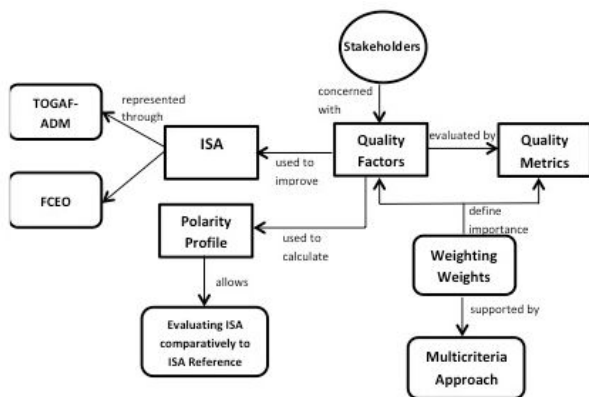 Stakeholders
concerned
with
TOGAF-
ADM
represented
through
ISA
used to
improve
Quality
Factors
evaluated by
Quality
Metrics
FCEO
Polarity
Profile
used to
calculate
define
importance
Weighting
Weights
allows
supported by
Evaluating ISA
comparatively to
ISA Reference
Multicriteria
Approach